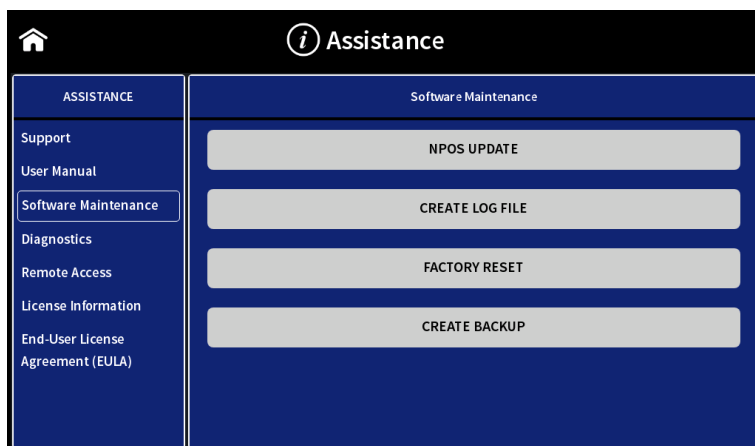 Assistance
ASSISTANCE
Support
User Manual
Software Maintenance
Diagnostics
Remote Access
License Information
End-User License
Agreement (EULA)
Software Maintenance
NPOS UPDATE
CREATE LOG FILE
FACTORY RESET
CREATE BACKUP